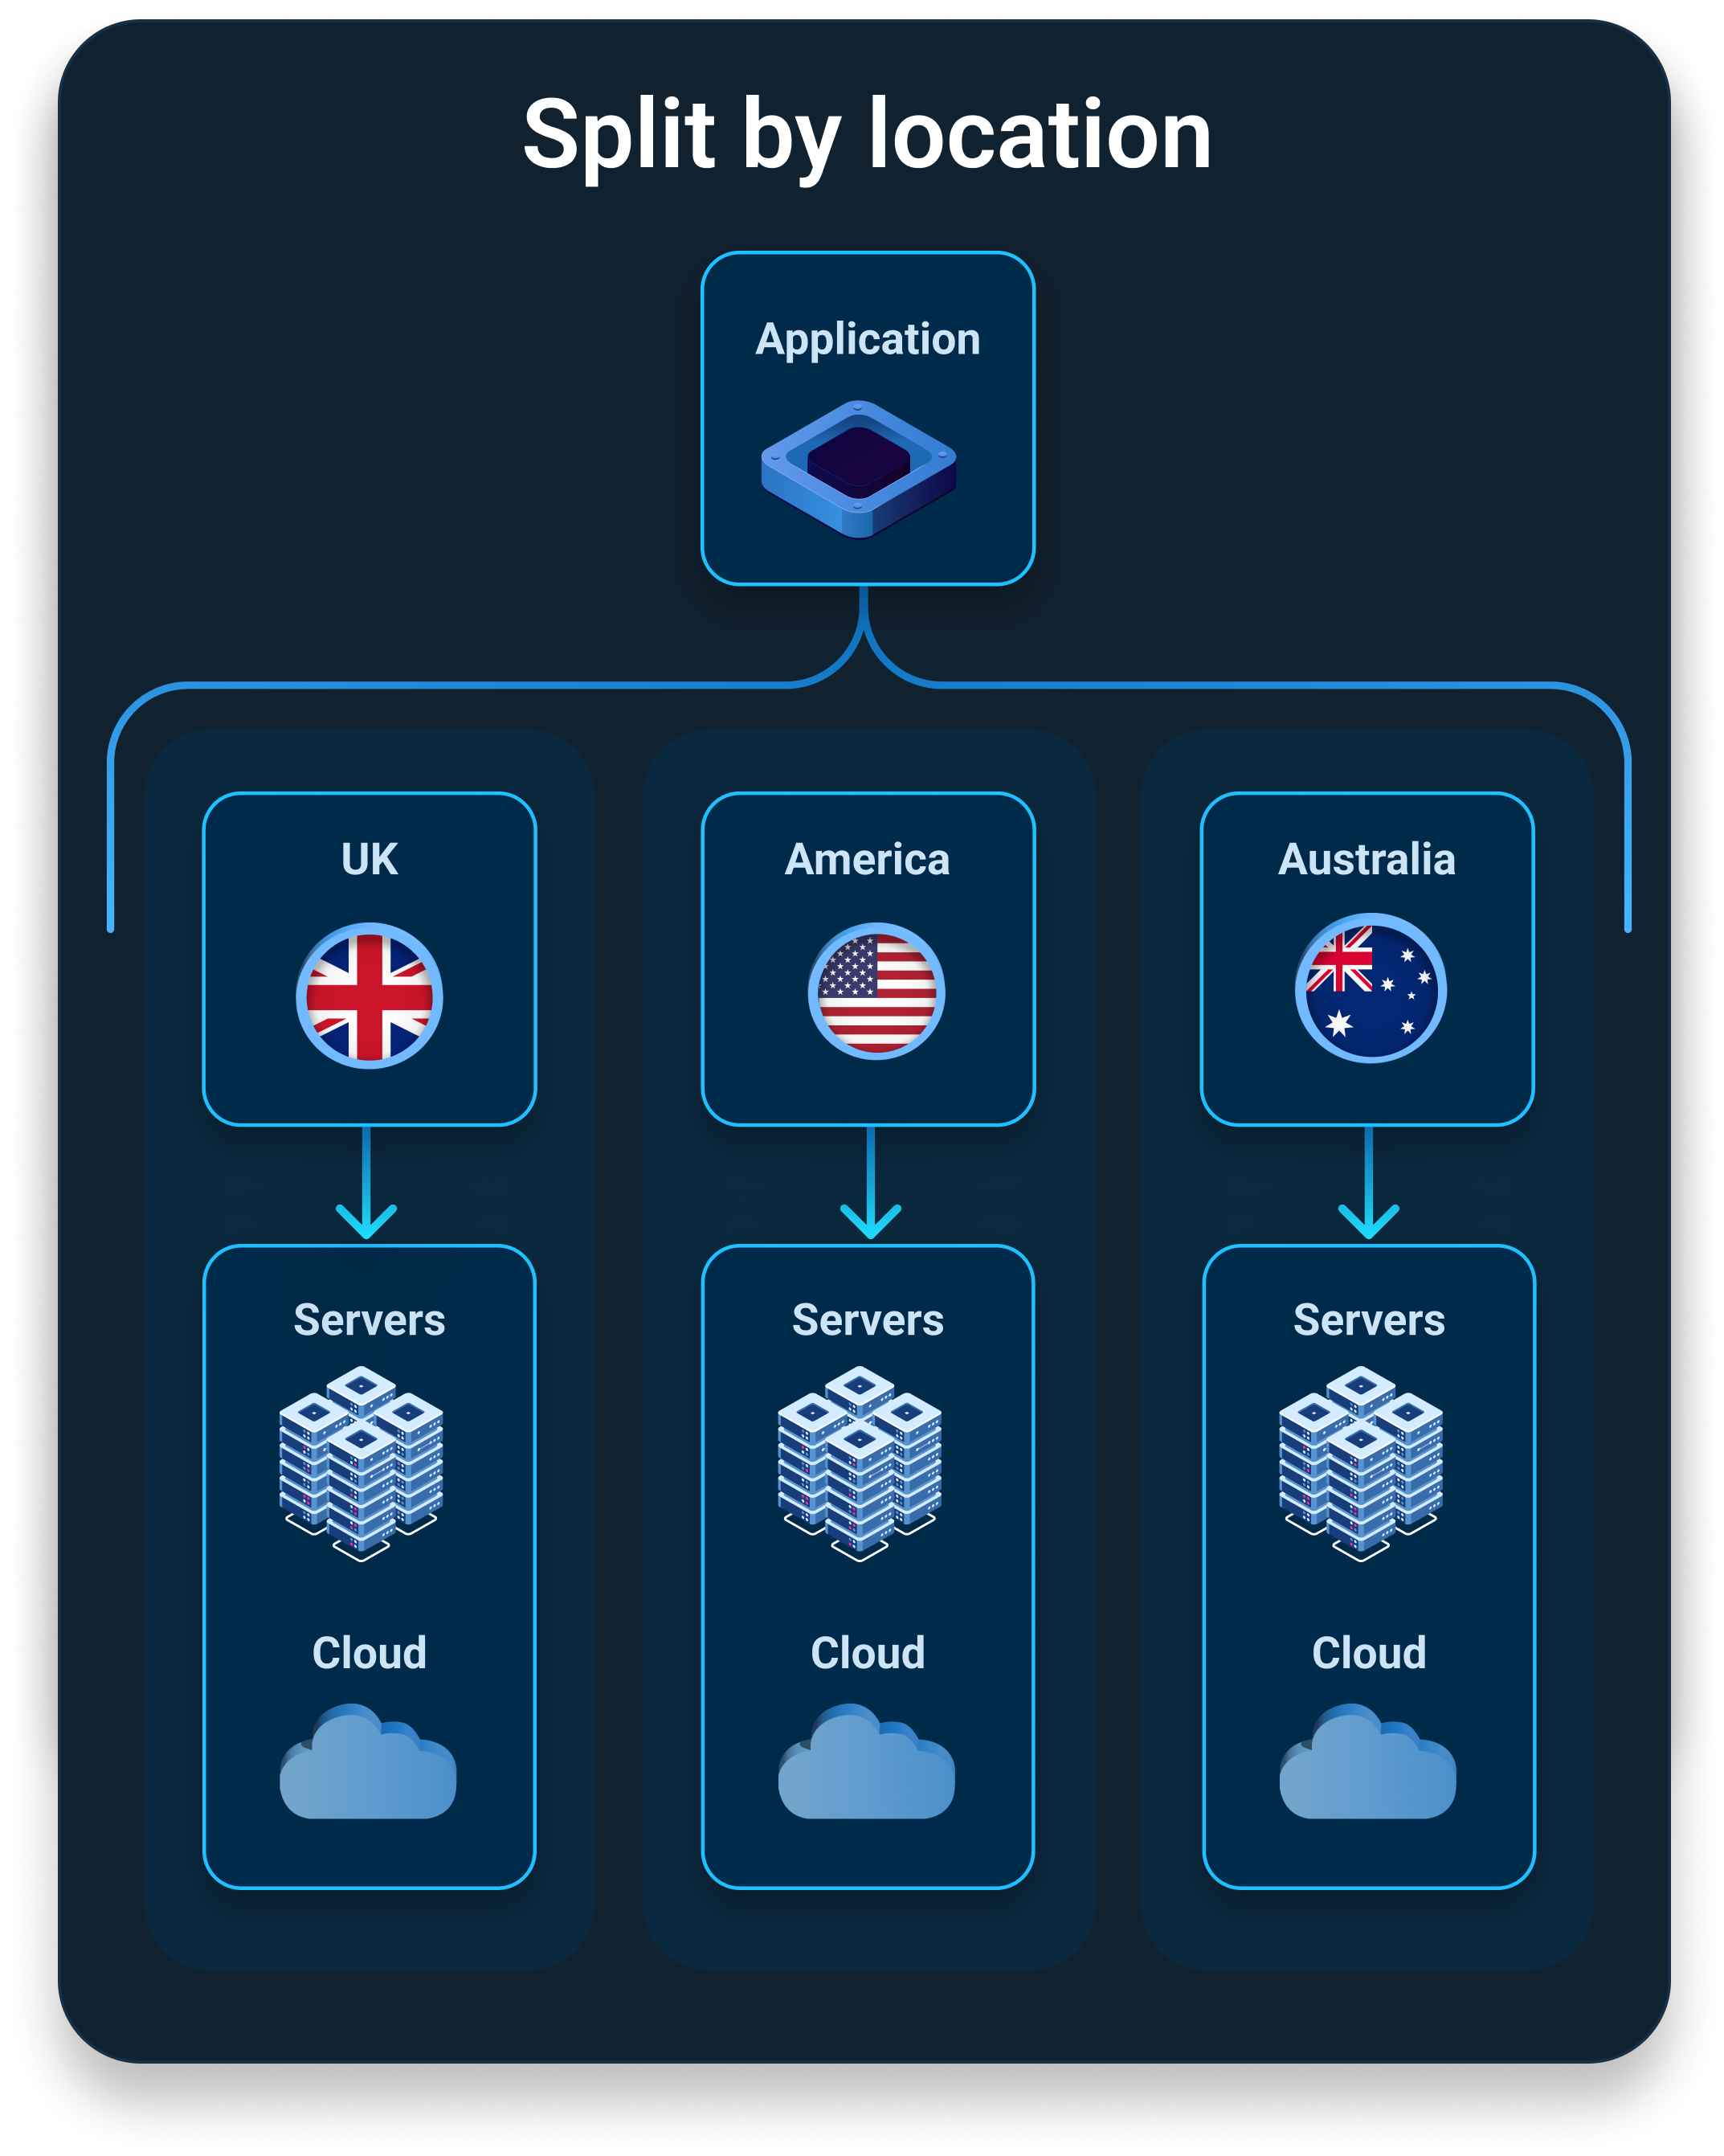 Split by location
Application
UK
America
Australia
Servers
Servers
Servers
Cloud
Cloud
Cloud